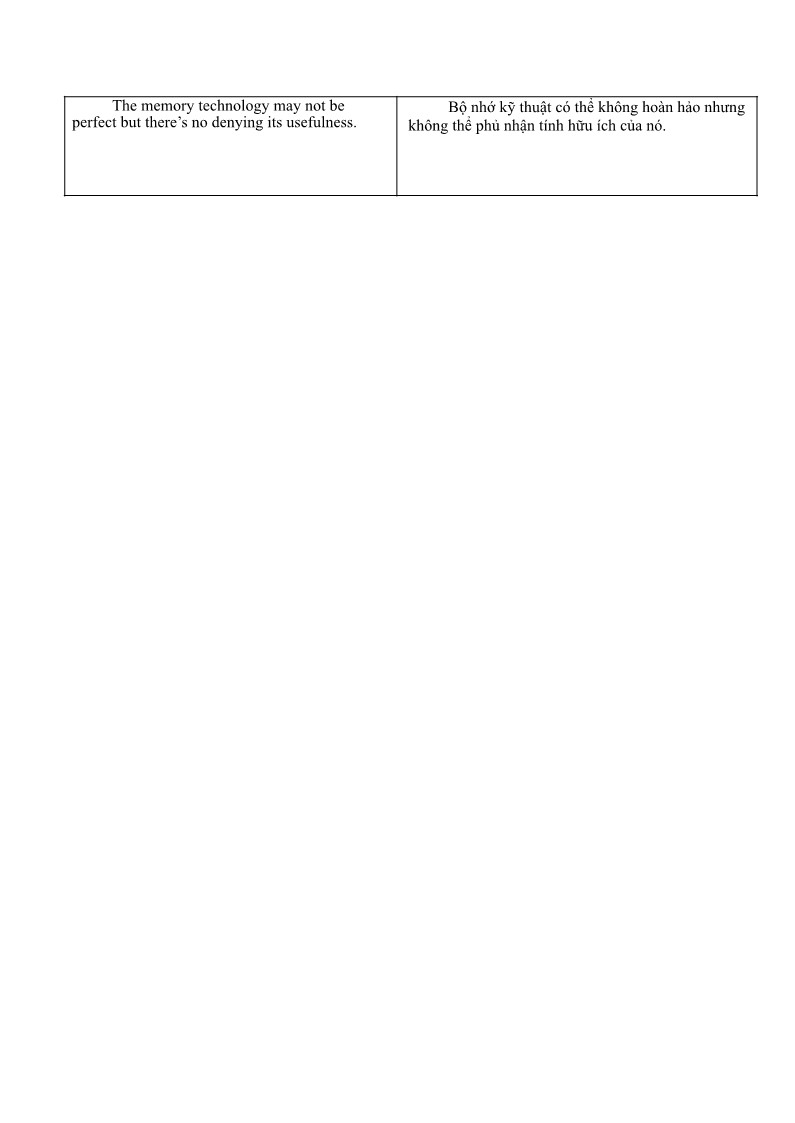 The memory technology may not be
perfect but there’s no denying its usefulness.
Bộ nhớ kỹ thuật có thể không hoàn hảo nhưng
không thể phủ nhận tính hữu ích của nó.